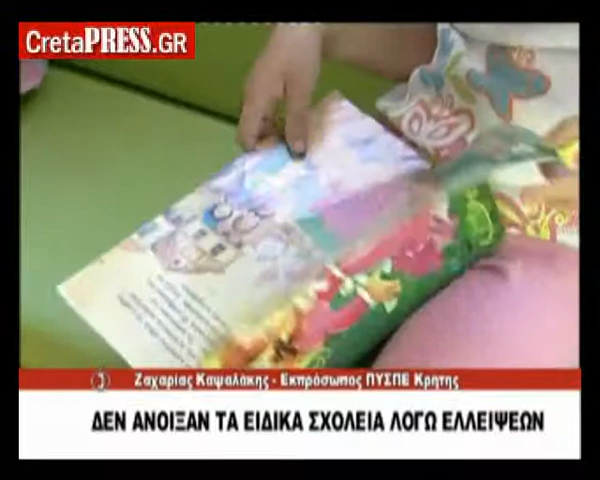 CretaPRESS.GR
Ζαχαρίας Καψαλάκης - Εκπρόσωπος ΠΥΣΠΕ Κρήτης
ΔΕΝ ΑΝΟΙΞΑΝ ΤΑ ΕΙΔΙΚΑ ΣΧΟΛΕΙΑ ΛΟΓΩ ΕΛΛΕΙΨΕΩΝ